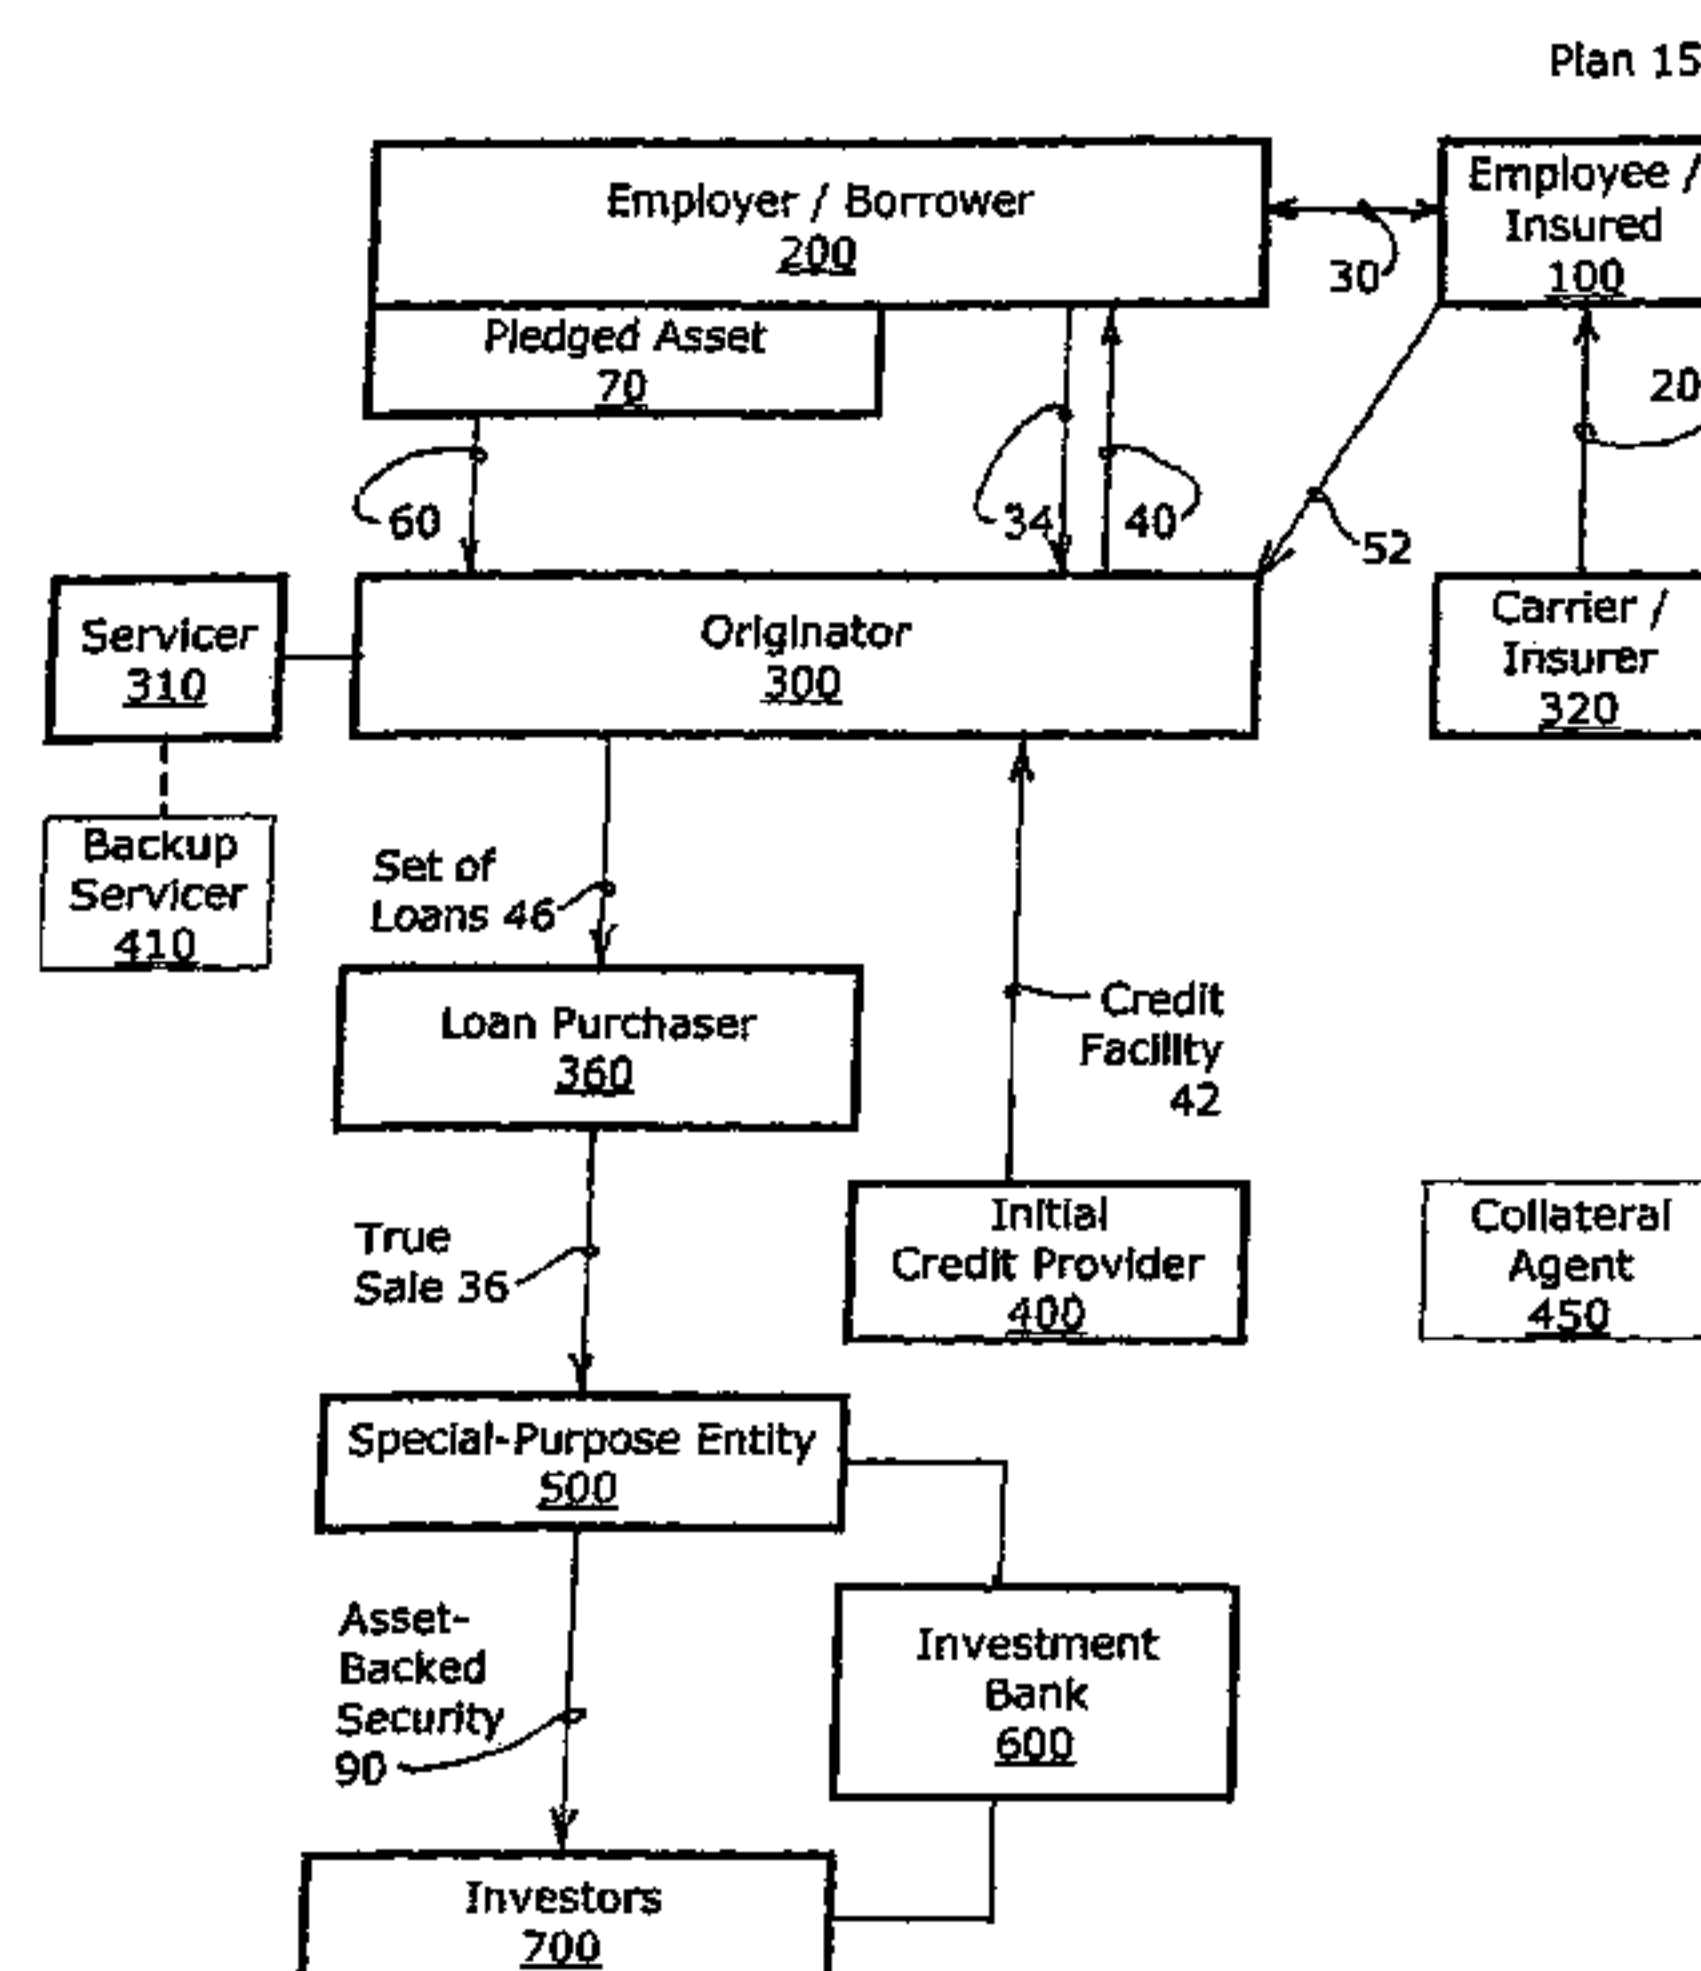 Plan 15
Employer / Borrower
200
Employee /
Insured
100
30
Pledged Asset
70
20
60
34
40
52
Servicer
310
Originator
300
Carrier /
Insurer
320
Backup
Servicer
410
Set of
Loans 46
Loan Purchaser
360
Credit
Facility
42
True
Sale 36
Initial
Credit Provider
400
Collateral
Agent
450
Special-Purpose Entity
500
Asset-
Backed
Security
90
Investment
Bank
600
Investors
700